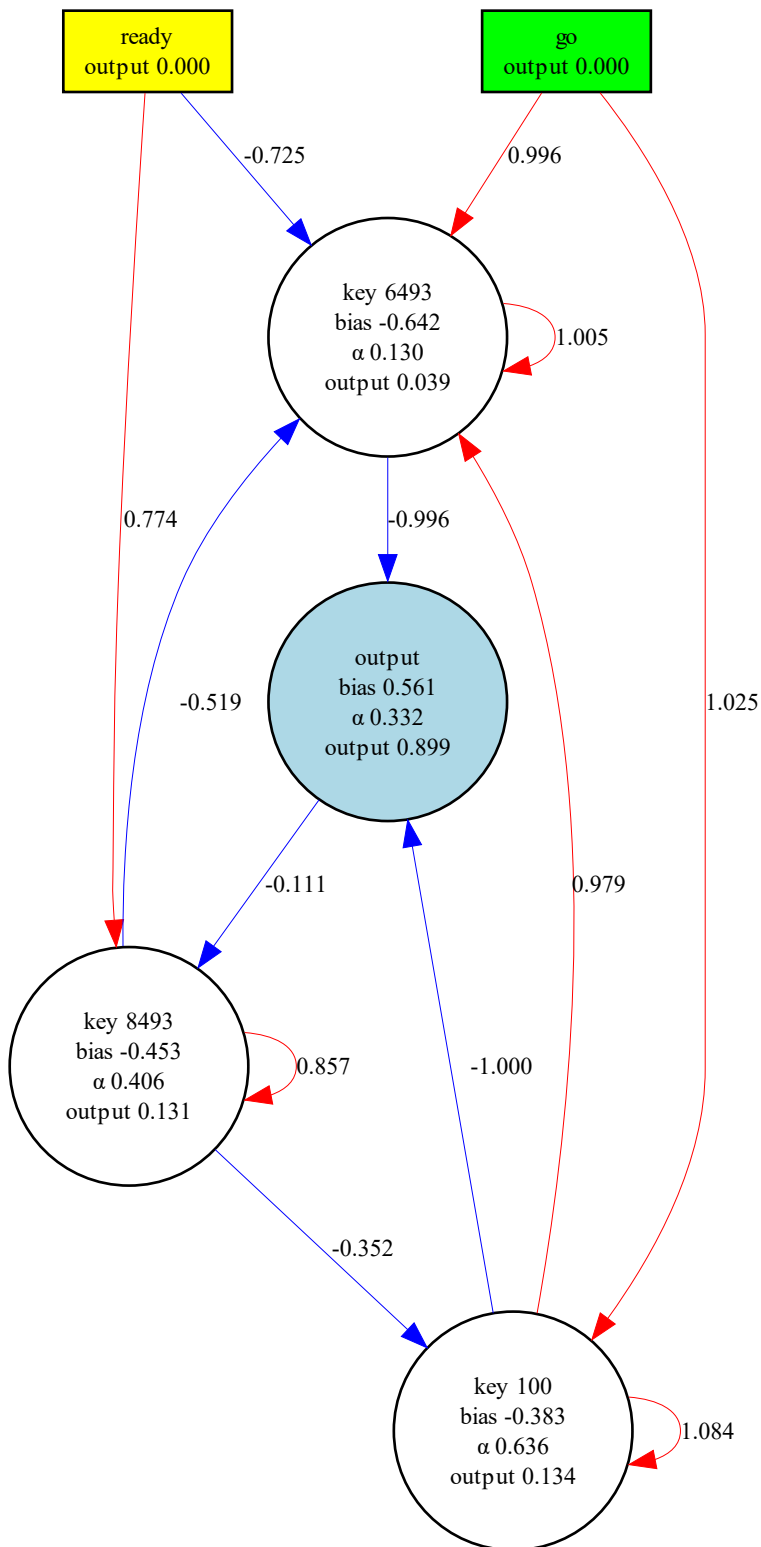 ready
output 0.000
go
output 0.000
-0.725
0.996
key 6493
bias -0.642
α 0.130
output 0.039
1.005
0.774
-0.996
output
bias 0.561
α 0.332
output 0.899
-0.519
1.025
-0.111
0.979
key 8493
bias -0.453
α 0.406
output 0.131
0.857
-1.000
-0.352
key 100
bias -0.383
α 0.636
output 0.134
1.084